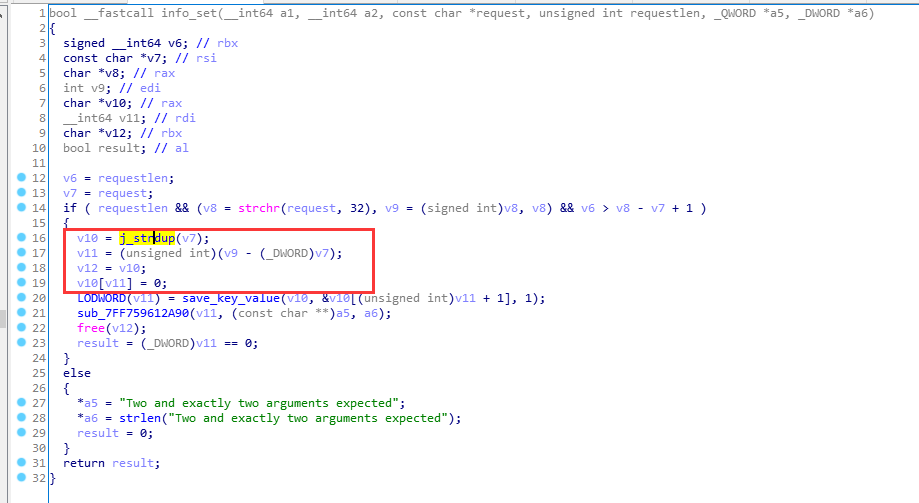 1 bool __fastcall info_set(__int64 a1, __int64 a2, const char *request, unsigned int requestlen, _QWORD *a5, _DWORD *a6)
2 {
3 signed __int64 v6; // rbx
4 const char *v7; // rsi
5 char *v8; // rax
6 int v9; // edi
7 char *v10; // rax
8 __int64 v11; // rdi
9 char *v12; // rbx
10 bool result; // al
11
12 v6 = requestlen;
13 v7 = request;
14 if ( requestlen && (v8 = strchr(request, 32), v9 = (signed int)v8, v8) && v6 > v8 - v7 + 1 )
15 {
16 v10 = j_strdup(v7);
17 v11 = (unsigned int)(v9 - (_DWORD)v7);
18 v12 = v10;
19 v10[v11] = 0;
20 LODWORD(v11) = save_key_value(v10, &v10[(unsigned int)v11 + 1], 1);
21 sub_7FF759612A90(v11, (const char **)a5, a6);
22 free(v12);
23 result = (_DWORD)v11 == 0;
24 }
25 else
26 {
27 *a5 = "Two and exactly two arguments expected";
28 *a6 = strlen("Two and exactly two arguments expected");
29 result = 0;
30 }
31 return result;
32 }